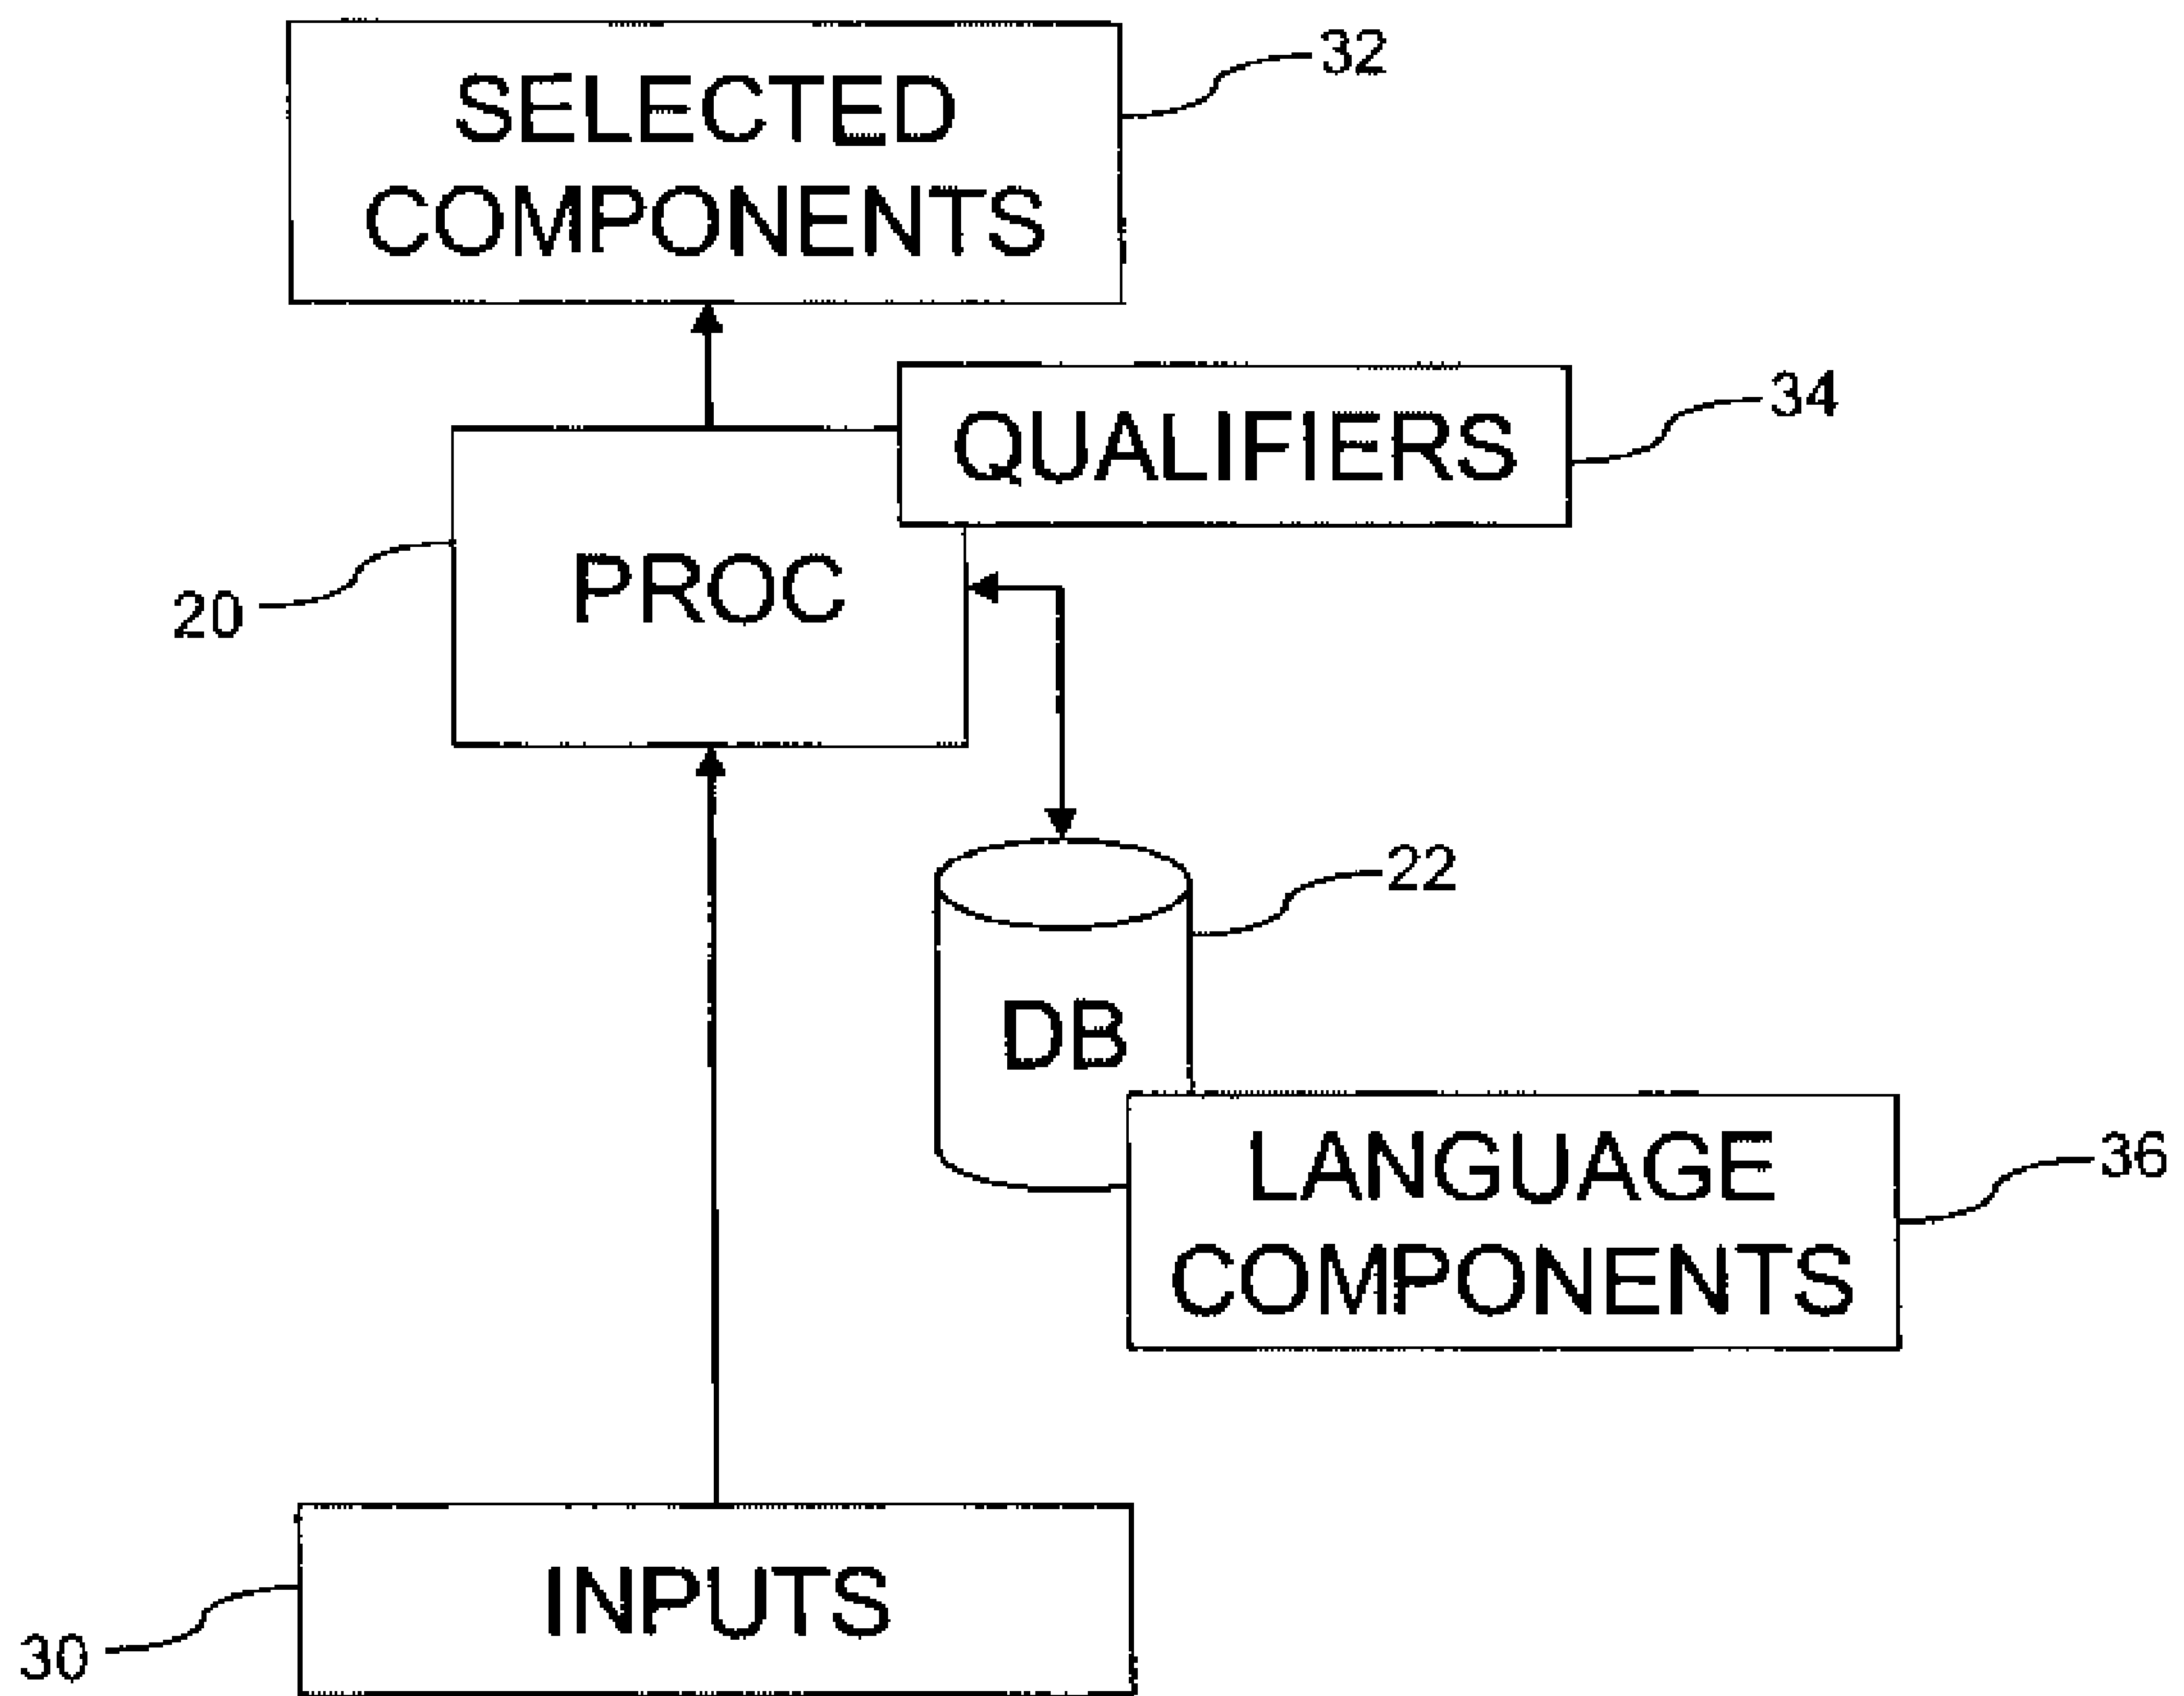 SELECTED
COMPONENTS
32
QUALIFIERS
34
PROC
20
22
DB
LANGUAGE
COMPONENTS
36
INPUTS
30